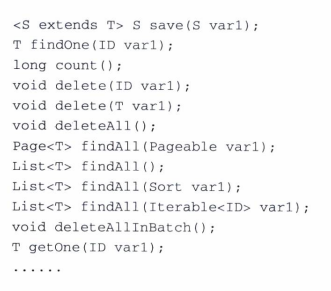 <S extends T> S save(S var1);
T findOne(ID var1);
long count();
void delete(ID var1);
void delete(T var1);
void deleteAll();
Page<T> findAll(Pageable var1);
List<T> findAll();
List<T> findAll(Sort var1);
List<T> findAll(Iterable<ID> var1);
void deleteAllInBatch();
T getOne(ID var1);
......